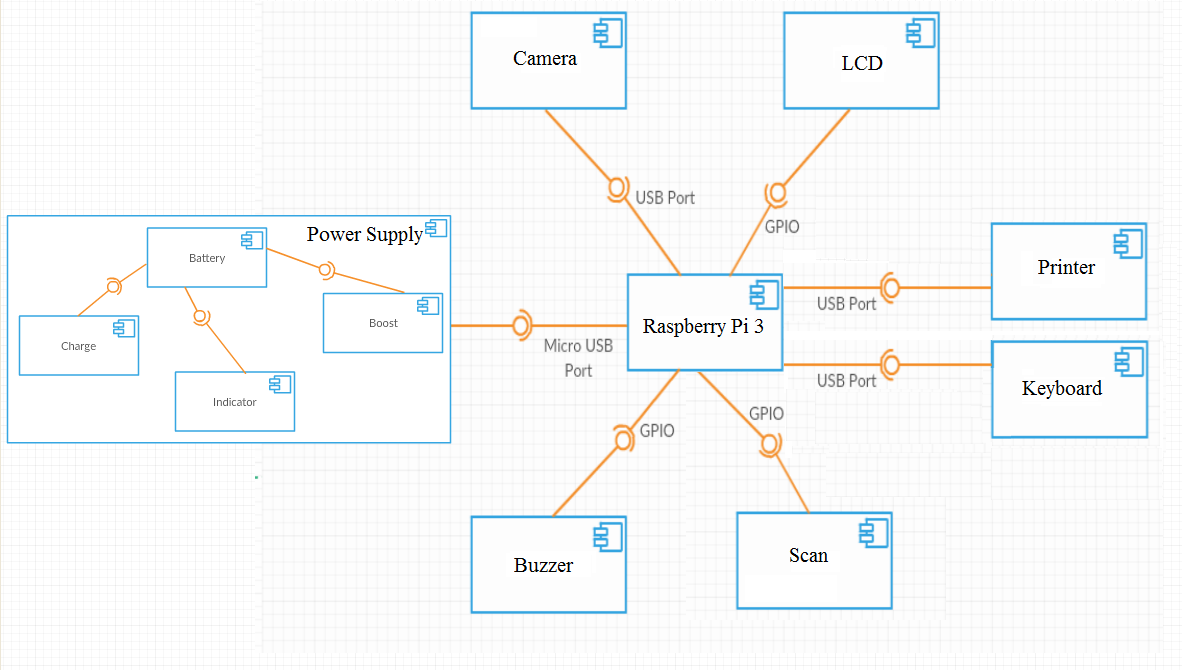 Camera
LCD
USB Port
GPIO
Power Supply
Battery
Boost
Charge
Indicator
Micro USB
Port
Raspberry Pi 3
USB Port
Printer
USB Port
Keyboard
GPIO
GPIO
Buzzer
Scan